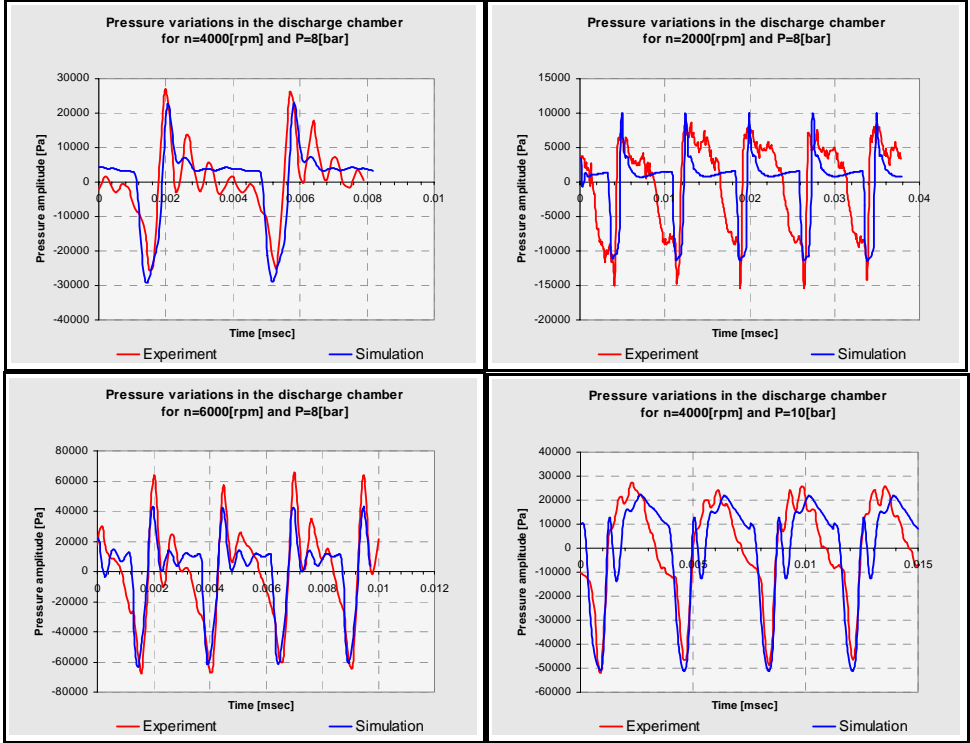 Pressure variations in the discharge chamber
for n=4000[rpm] and P=8[bar]
30000
20000
10000
0
-10000
-20000
-30000
-40000
0
0.002
0.004
0.006
0.008
0.01
Pressure amplitude [Pa]
Time [msec]
Experiment
Simulation
Pressure variations in the discharge chamber
for n=2000[rpm] and P=8[bar]
15000
10000
5000
0
-5000
-10000
-15000
-20000
0
0.01
0.02
0.03
0.04
Pressure amplitude [Pa]
Time [msec]
Experiment
Simulation
Pressure variations in the discharge chamber
for n=6000[rpm] and P=8[bar]
80000
60000
40000
20000
0
-20000
-40000
-60000
-80000
0
0.002
0.004
0.006
0.008
0.01
0.012
Pressure amplitude [Pa]
Time [msec]
Experiment
Simulation
Pressure variations in the discharge chamber
for n=4000[rpm] and P=10[bar]
40000
30000
20000
10000
0
-10000
-20000
-30000
-40000
-50000
-60000
0
0.005
0.01
0.015
Pressure amplitude [Pa]
Time [msec]
Experiment
Simulation